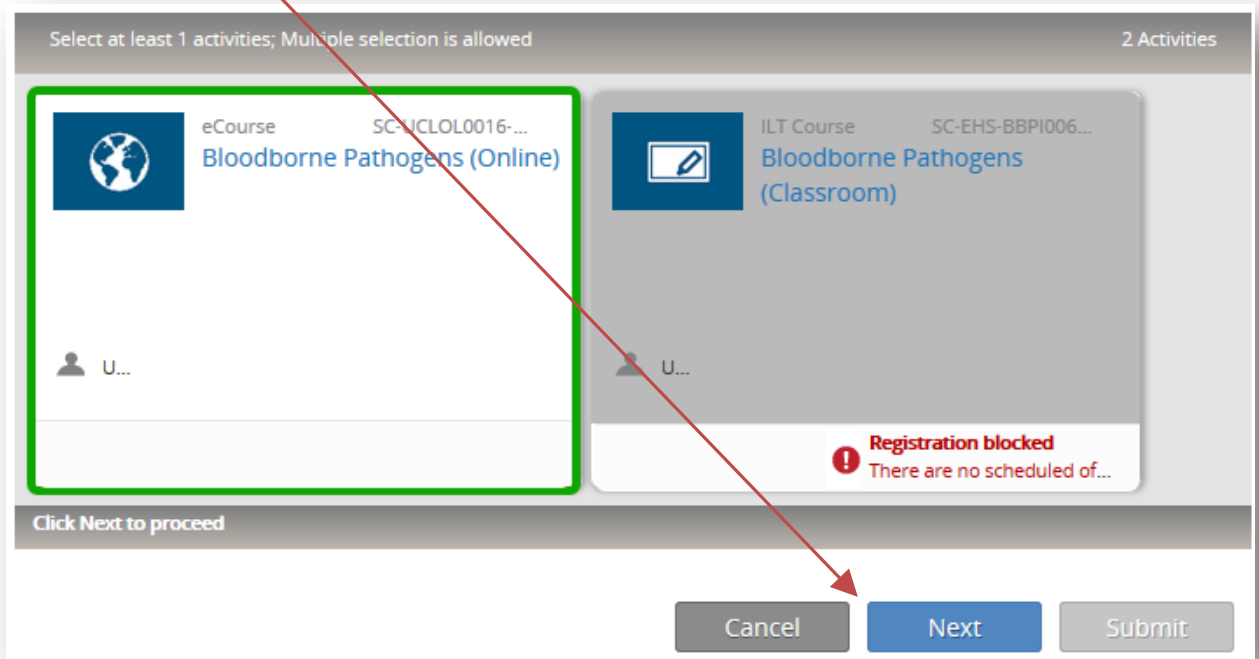 Select at least 1 activities; Multiple selection is allowed 2 Activities
eCourse SC-UCLOL0016-...
Bloodborne Pathogens (Online)
U...
ILT Course SC-EHS-BBPI006...
Bloodborne Pathogens
(Classroom)
U...
Registration blocked
There are no scheduled of...
Click Next to proceed
Cancel Next Submit